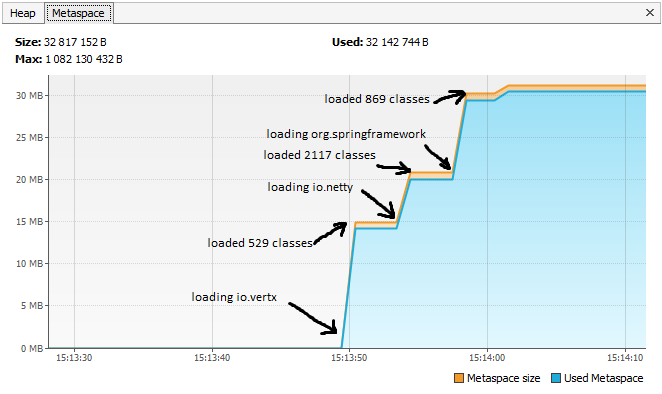 Heap Metaspace ×
Size: 32 817 152 B Used: 32 142 744 B
Max: 1 082 130 432 B
30 MB
25 MB
20 MB
15 MB
10 MB
5 MB
0 MB
loaded 869 classes
loading org.springframework
loaded 2117 classes
loading io.netty
loaded 529 classes
loading io.vertx
15:13:30 15:13:40 15:13:50 15:14:00 15:14:10
Metaspace size Used Metaspace